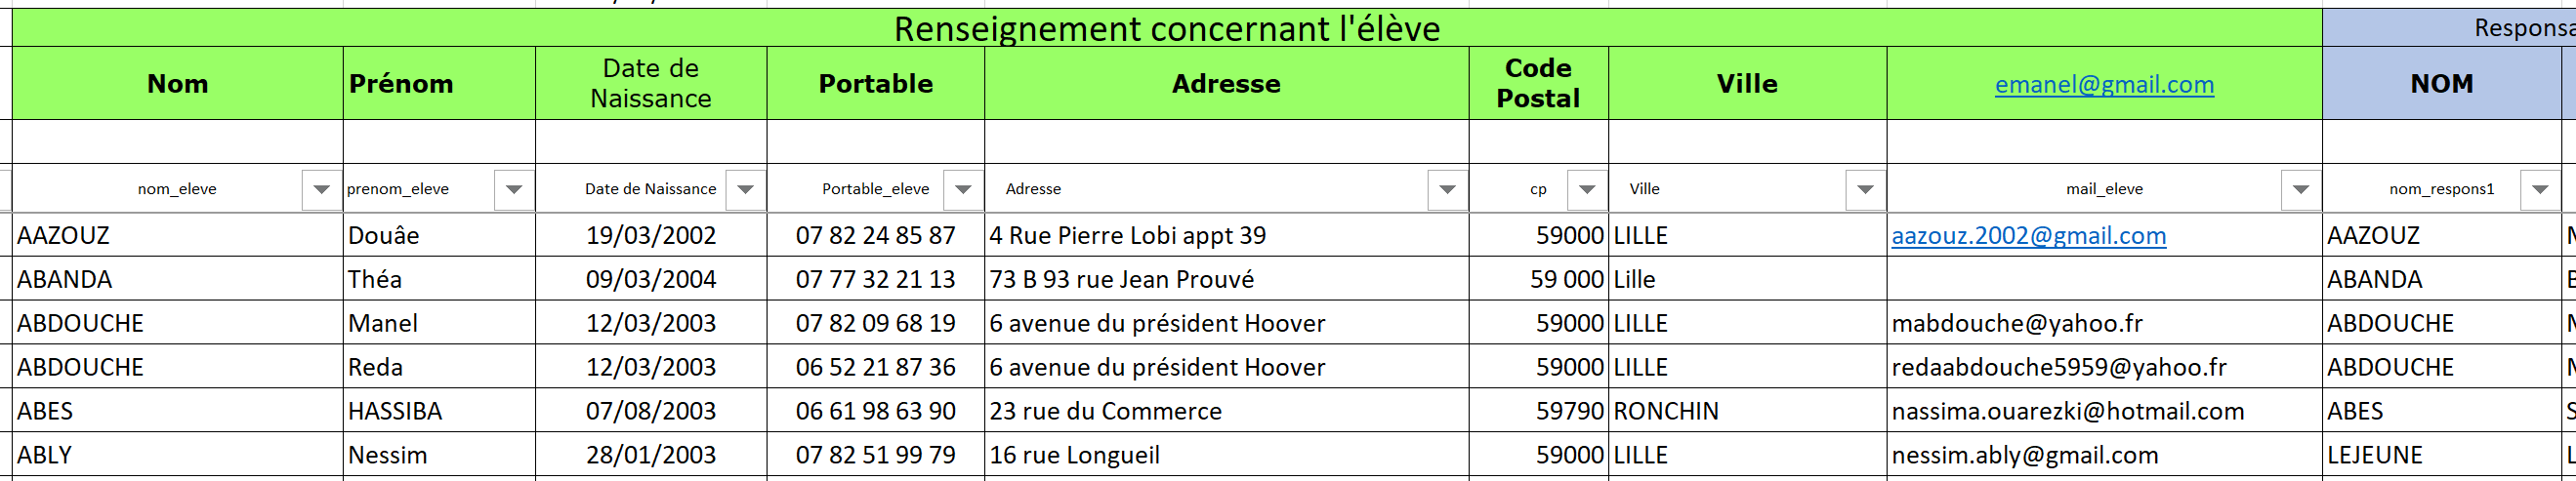 Renseignement concernant l'élève Responsa
Nom Prénom Date de Naissance Portable Adresse Code Postal Ville emanel@gmail.com NOM
nom_eleve prenom_eleve Date de Naissance Portable_eleve Adresse cp Ville mail_eleve nom_respons1
AAZOUZ Douâe 19/03/2002 07 82 24 85 87 4 Rue Pierre Lobi appt 39 59000 LILLE aazouz.2002@gmail.com AAZOUZ
ABANDA Théa 09/03/2004 07 77 32 21 13 73 B 93 rue Jean Prouvé 59 000 Lille ABANDA
ABDOUCHE Manel 12/03/2003 07 82 09 68 19 6 avenue du président Hoover 59000 LILLE mabdouche@yahoo.fr ABDOUCHE
ABDOUCHE Reda 12/03/2003 06 52 21 87 36 6 avenue du président Hoover 59000 LILLE redaabdouche5959@yahoo.fr ABDOUCHE
ABES HASSIBA 07/08/2003 06 61 98 63 90 23 rue du Commerce 59790 RONCHIN nassima.ouarezki@hotmail.com ABES
ABLY Nessim 28/01/2003 07 82 51 99 79 16 rue Longueil 59000 LILLE nessim.ably@gmail.com LEJEUNE